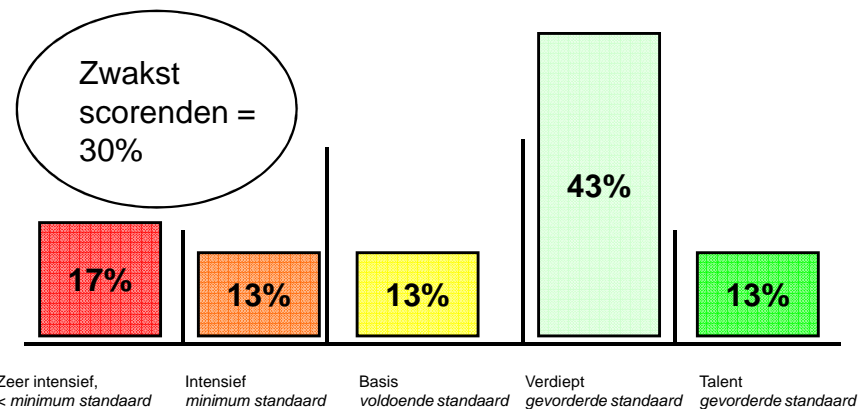 Zwakst
scorenden =
30%
43%
17%
13%
13%
13%
Zeer intensief,
< minimum standaard
Intensief
minimum standaard
Basis
voldoende standaard
Verdiept
gevorderde standaard
Talent
gevorderde standaard